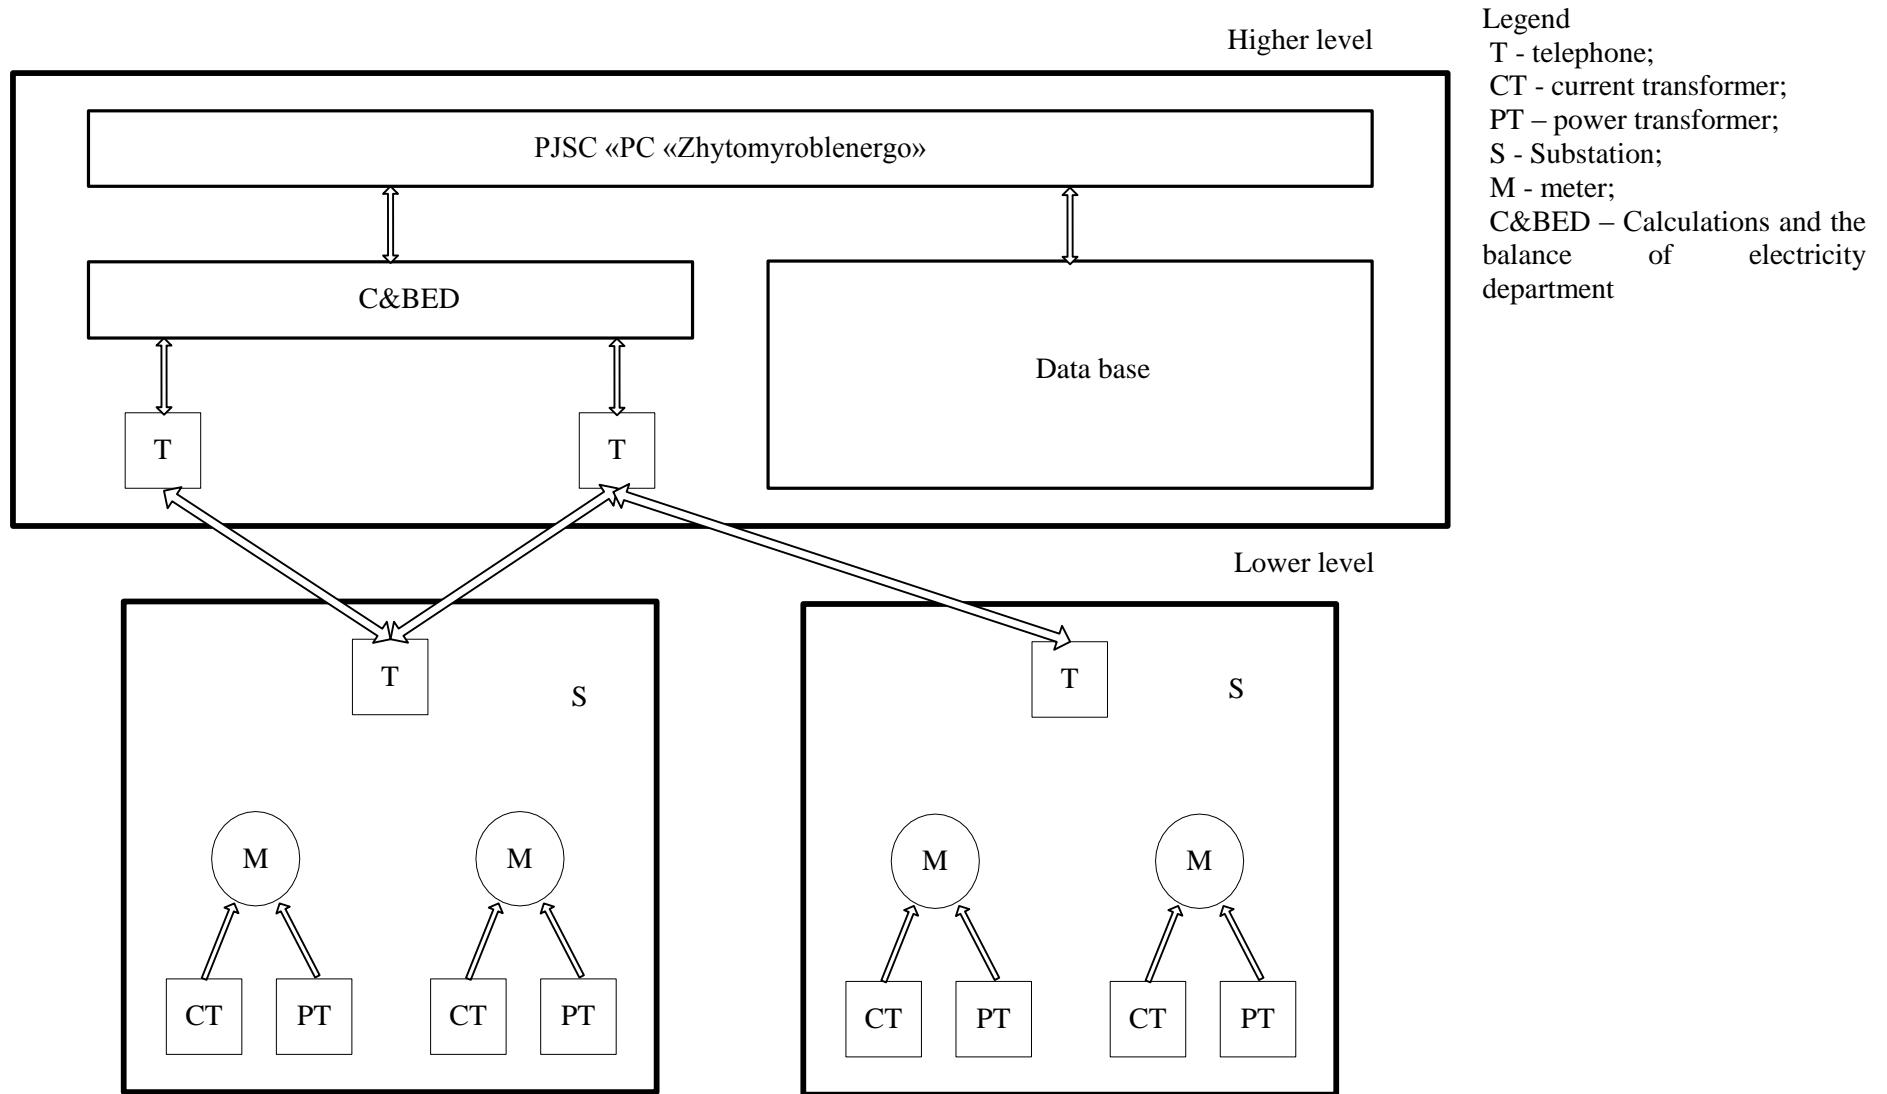 Higher level
PJSC «PC «Zhytomyroblenergo»
C&BED
Data base
T
T
Lower level
T
S
T
S
M
M
M
M
CT
PT
CT
PT
CT
PT
CT
PT
Legend
T - telephone;
CT - current transformer;
PT – power transformer;
S - Substation;
M - meter;
C&BED – Calculations and the
balance of electricity
department